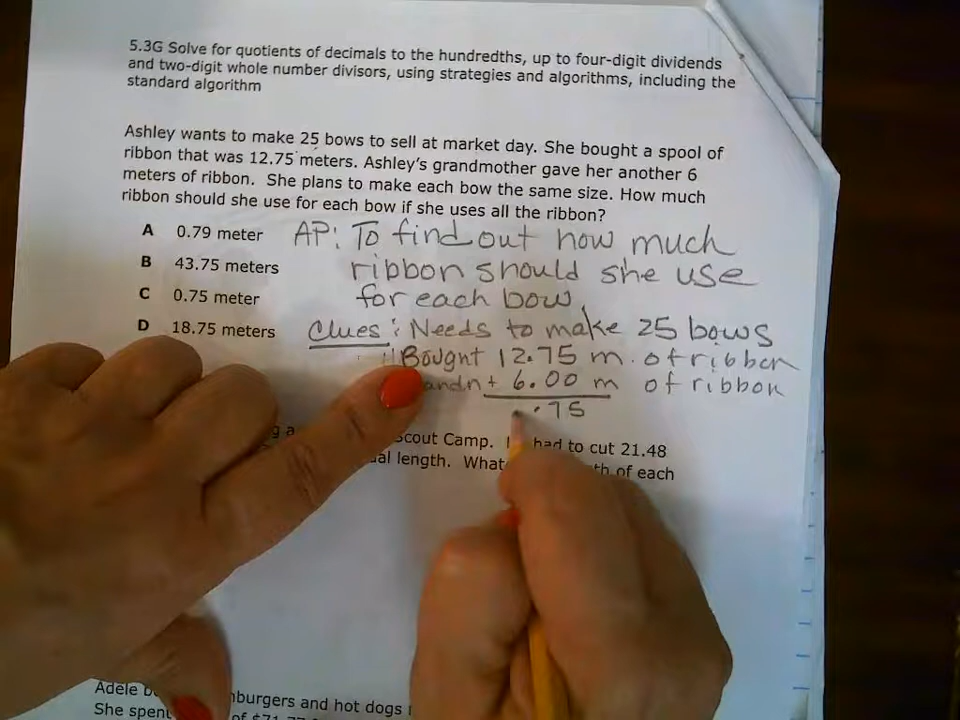 5.3G Solve for quotients of decimals to the hundredths, up to four-digit dividends
and two-digit whole number divisors, using strategies and algorithms, including the
standard algorithm
Ashley wants to make 25 bows to sell at market day. She bought a spool of
ribbon that was 12.75 meters. Ashley's grandmother gave her another 6
meters of ribbon. She plans to make each bow the same size. How much
ribbon should she use for each bow if she uses all the ribbon?
A 0.79 meter
B 43.75 meters
C 0.75 meter
D 18.75 meters
AP: To find out how much
ribbon should she use
for each bow.
Clues: Needs to make 25 bows
Bought 12.75 m. of ribbon
+ 6.00 m of ribbon
.75
Scout Camp. had to cut 21.48
length. of each
Adele
She spent
and hot dogs
of